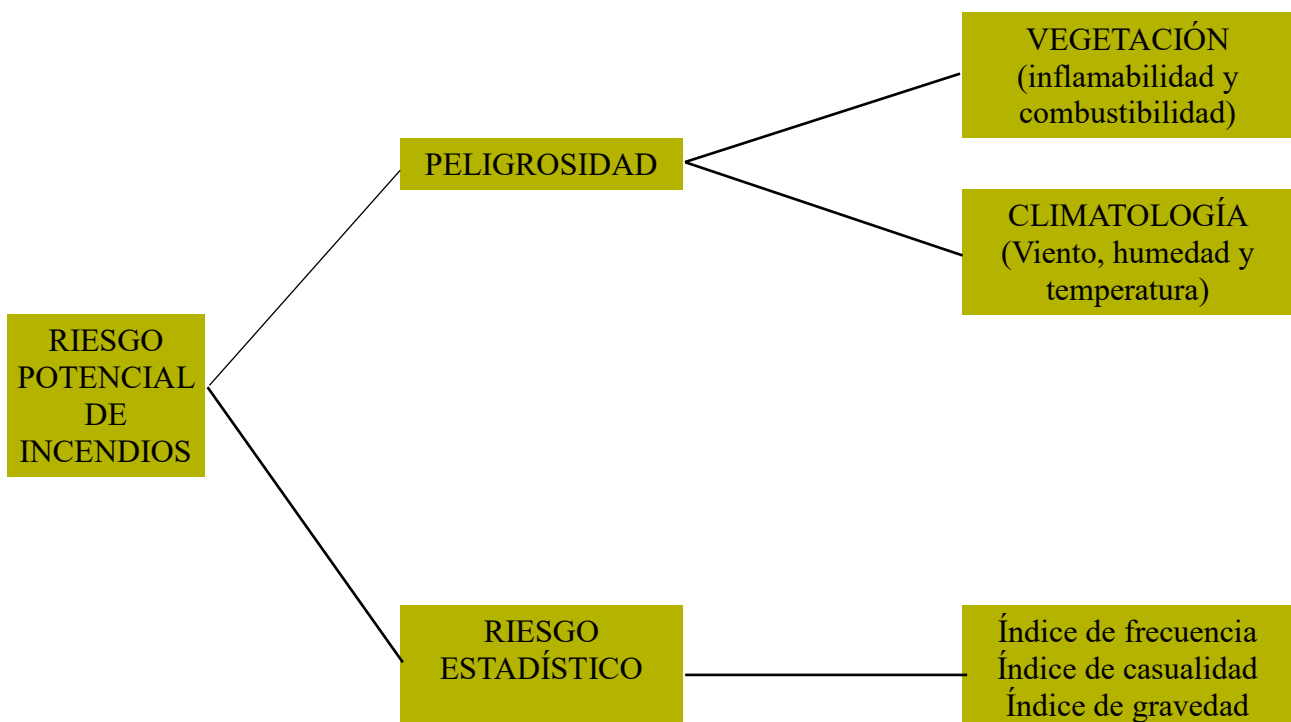 VEGETACIÓN
(inflamabilidad y
combustibilidad)
PELIGROSIDAD
CLIMATOLOGÍA
(Viento, humedad y
temperatura)
RIESGO
POTENCIAL
DE
INCENDIOS
RIESGO
ESTADÍSTICO
Índice de frecuencia
Índice de casualidad
Índice de gravedad